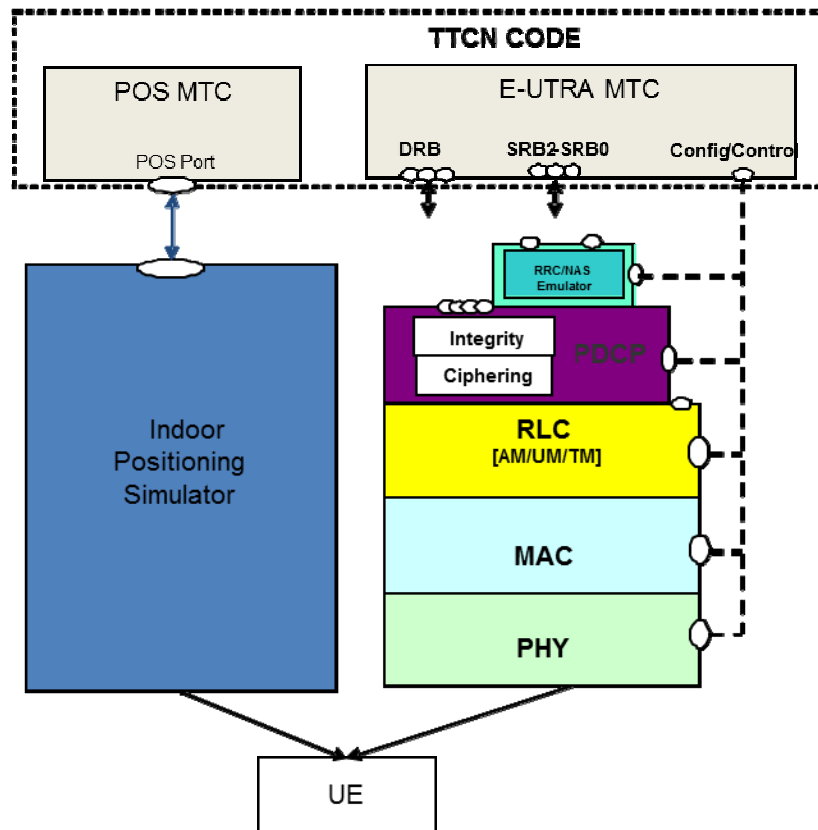 TTCN CODE
POS MTC
POS Port
E-UTRA MTC
DRB
SRB2-SRB0
Config/Control
RRC/NAS
Emulator
Integrity
Ciphering
PDCP
Indoor
Positioning
Simulator
RLC
[AM/UM/TM]
MAC
PHY
UE